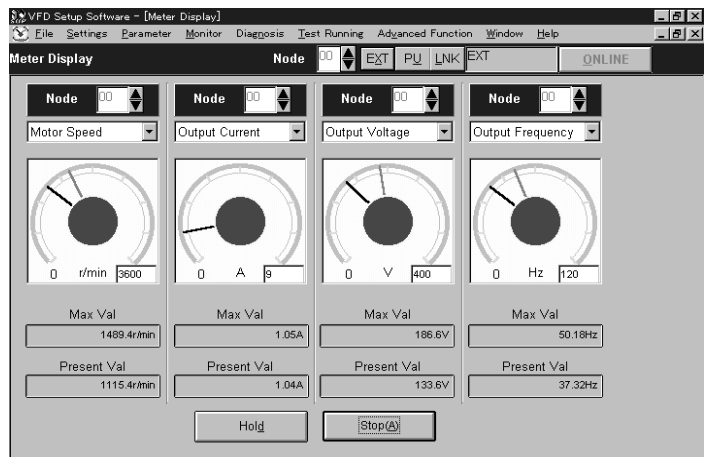 VFD Setup Software - [Meter Display]
File Settings Parameter Monitor Diagnosis Test Running Advanced Function Window Help
Meter Display Node 00 EXT PU LNK EXT ONLINE
Node 00 Node 00 Node 00 Node 00
Motor Speed Output Current Output Voltage Output Frequency
0 r/min 3600 0 A 9 0 V 400 0 Hz 120
Max Val Max Val Max Val Max Val
1489.4r/min 1.05A 186.6V 50.18Hz
Present Val Present Val Present Val Present Val
1115.4r/min 1.04A 133.6V 37.32Hz
Hold Stop(A)